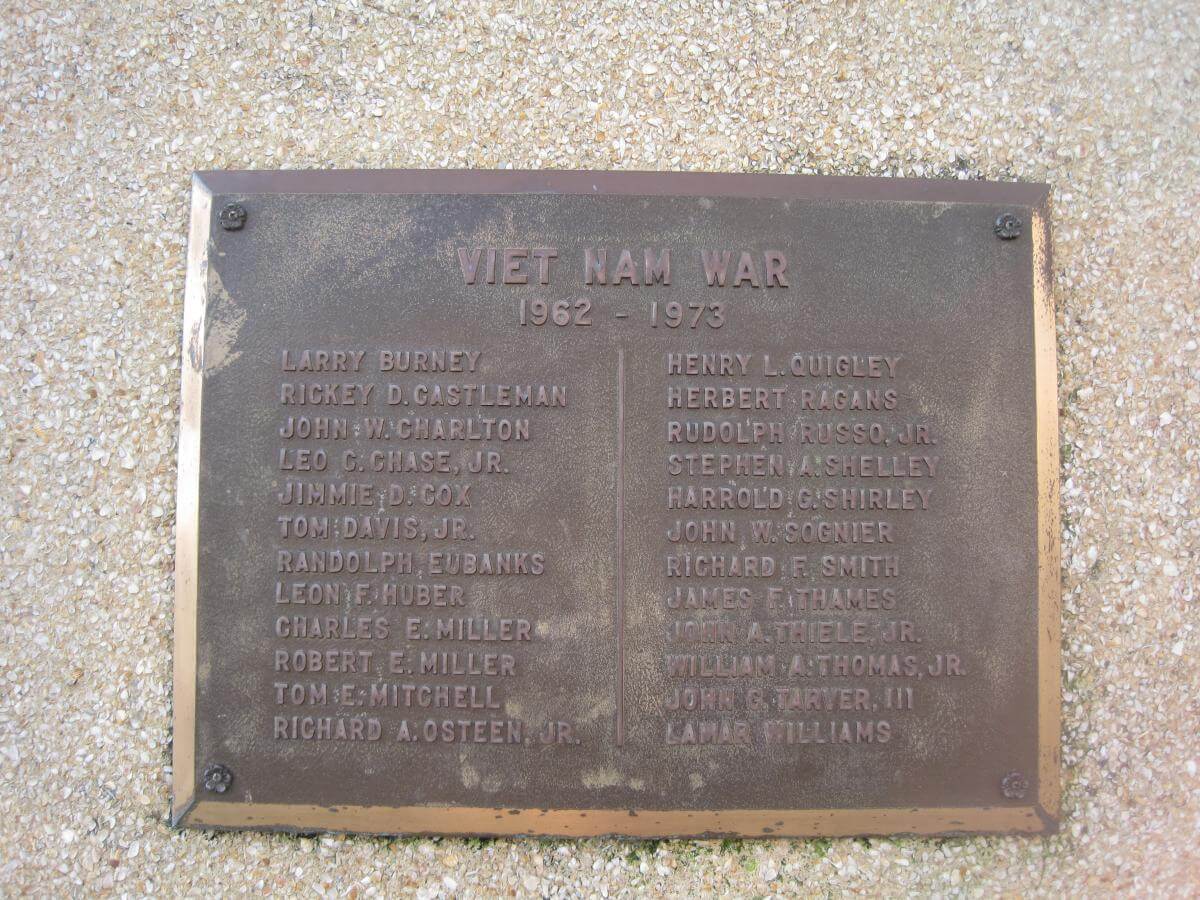 VIET NAM WAR
1962 - 1973
LARRY BURNEY
RICKEY D. CASTLEMAN
JOHN W. CHARLTON
LEO C. CHASE, JR.
JIMMIE D. COX
TOM DAVIS, JR.
RANDOLPH EUBANKS
LEON F. HUBER
CHARLES E. MILLER
ROBERT E. MILLER
TOM E. MITCHELL
RICHARD A. OSTEEN, JR.
HENRY L. QUIGLEY
HERBERT RAGANS
RUDOLPH RUSSO, JR.
STEPHEN A. SHELLEY
HARROLD G. SHIRLEY
JOHN W. SOGNIER
RICHARD F. SMITH
JAMES F. THAMES
JOHN A. THIELE, JR.
WILLIAM A. THOMAS, JR.
JOHN G. TARVER, III
LAMAR WILLIAMS